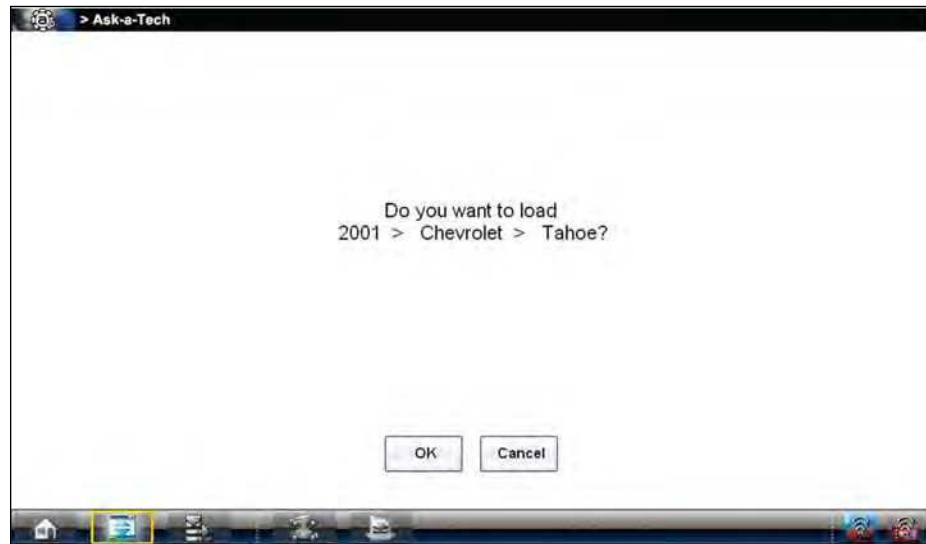 > Ask-a-Tech
Do you want to load
2001 > Chevrolet > Tahoe?
OK
Cancel